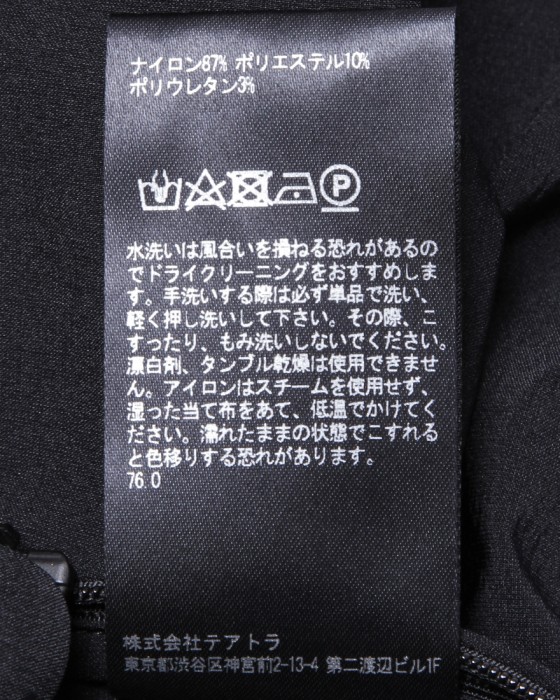 ナイロン87% ポリエステル10%
ポリウレタン3%
P
水洗いは風合いを損ねる恐れがあるの
でドライクリーニングをおすすめしま
す。手洗いする際は必ず単品で洗い、
軽く押し洗いして下さい。その際、こ
すったり、もみ洗いしないでください。
漂白剤、タンブル乾燥は使用できませ
ん。アイロンはスチームを使用せず、
湿った当て布をあて、低温でかけてく
ださい。濡れたままの状態でこすれる
と色移りする恐れがあります。
76.0
株式会社テアトラ
東京都渋谷区神宮前2-13-4 第二渡辺ビル1F